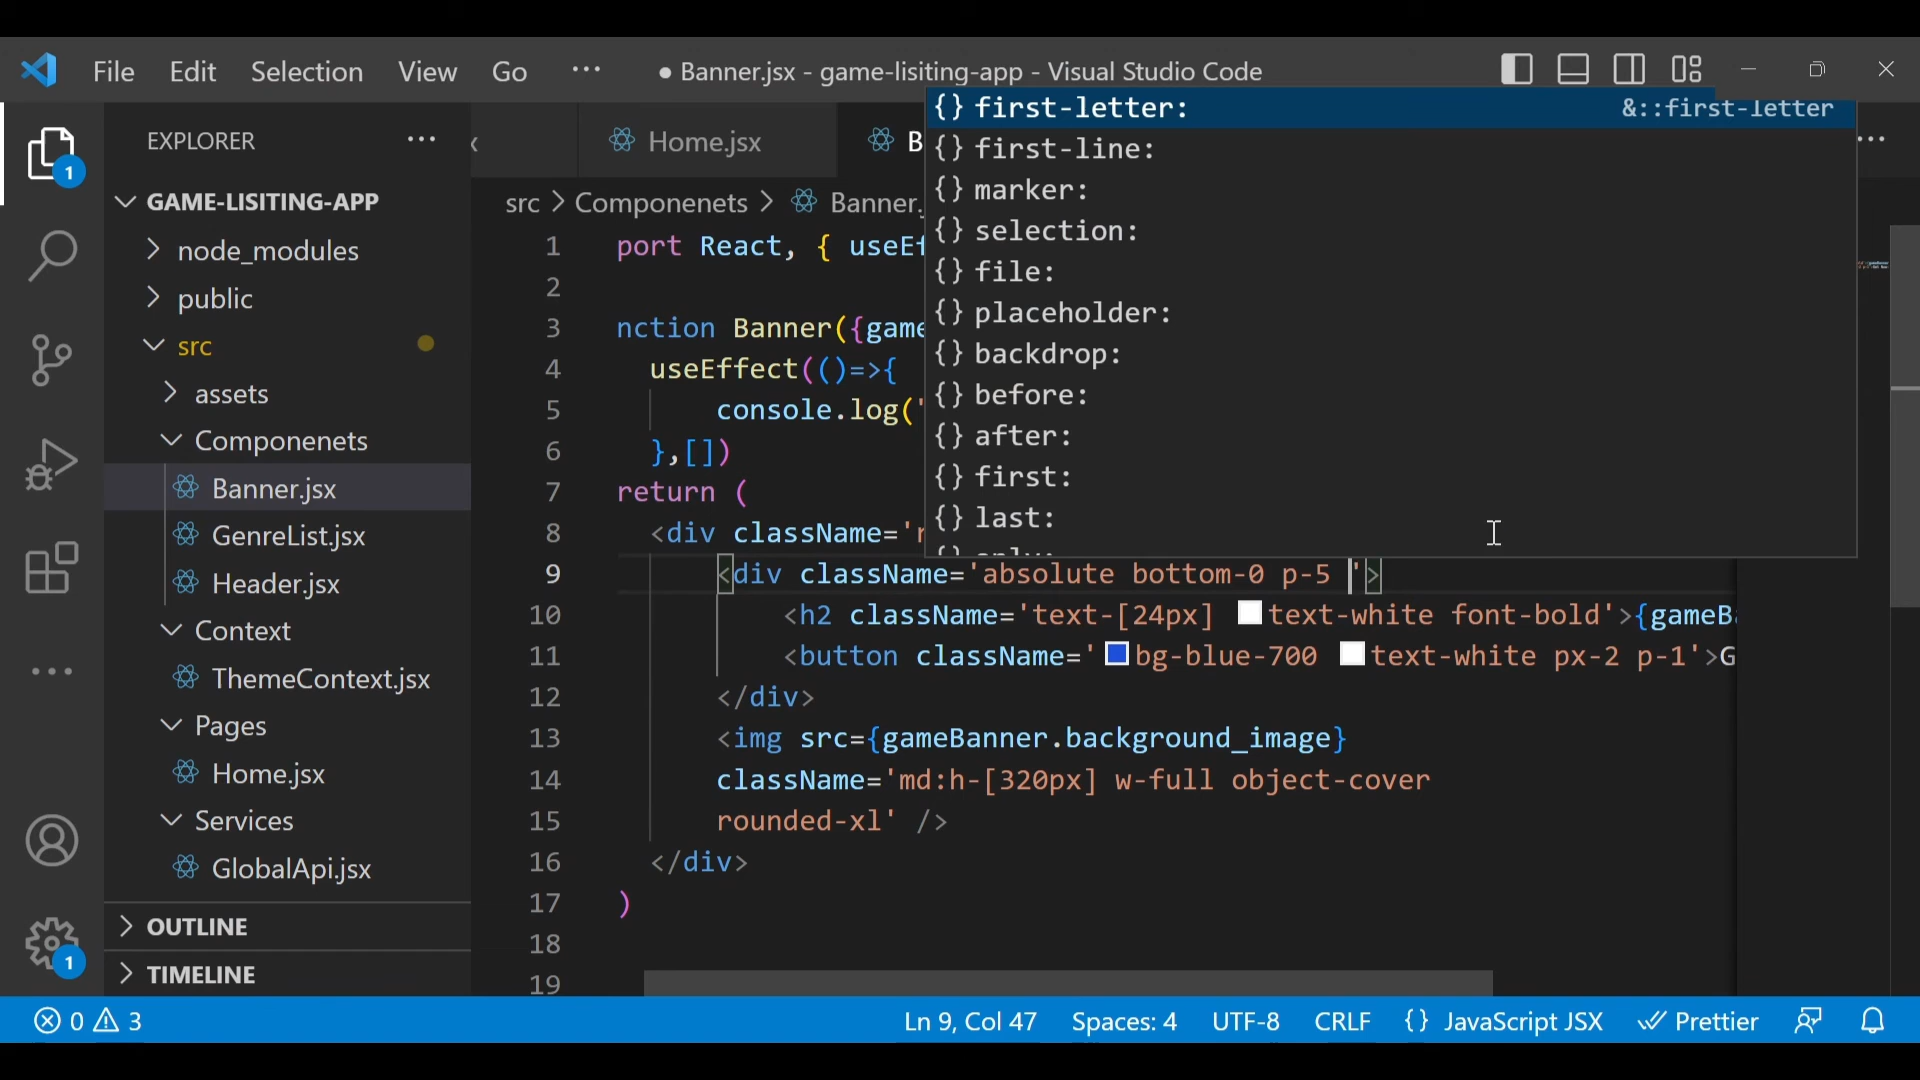 File Edit Selection View Go ··· ● Banner.jsx - game-lisiting-app - Visual Studio Code
EXPLORER ···
Home.jsx B ···
GAME-LISITING-APP
node_modules
public
src
assets
Componenets
Banner.jsx
GenreList.jsx
Header.jsx
Context
ThemeContext.jsx
Pages
Home.jsx
Services
GlobalApi.jsx
OUTLINE
TIMELINE
1
1
src > Componenets > Banner.
{} first-letter: &::first-letter
{} first-line:
{} marker:
{} selection:
{} file:
{} placeholder:
{} backdrop:
{} before:
{} after:
{} first:
{} last:
1 port React, { useEf
2
3 nction Banner({game
4 useEffect(()=>{
5 console.log('
6 },[])
7 return (
8 <div className='r
9 <div className='absolute bottom-0 p-5 '>
10 <h2 className='text-[24px] text-white font-bold'>{gameBa
11 <button className='bg-blue-700 text-white px-2 p-1'>G
12 </div>
13 <img src={gameBanner.background_image}
14 className='md:h-[320px] w-full object-cover
15 rounded-xl' />
16 </div>
17 )
18
19
0 3 Ln 9, Col 47 Spaces: 4 UTF-8 CRLF {} JavaScript JSX Prettier